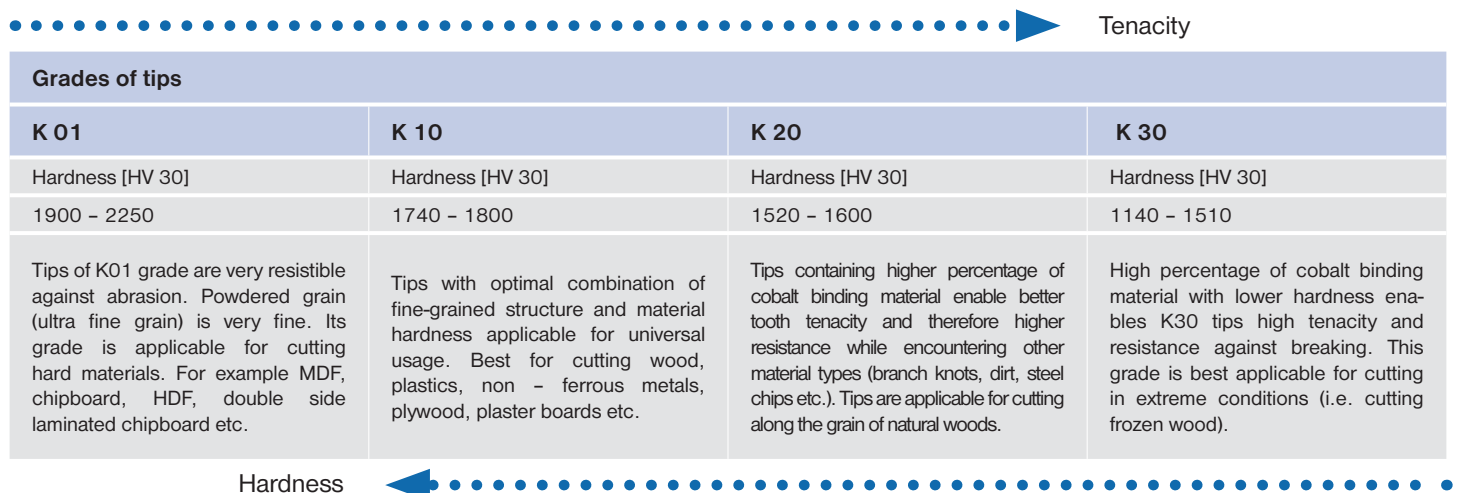 Tenacity
Grades of tips
K 01
K 10
K 20
K 30
Hardness [HV 30]
Hardness [HV 30]
Hardness [HV 30]
Hardness [HV 30]
1900 – 2250
1740 – 1800
1520 – 1600
1140 – 1510
Tips of K01 grade are very resistible
against abrasion. Powdered grain
(ultra fine grain) is very fine. Its
grade is applicable for cutting
hard materials. For example MDF,
chipboard, HDF, double side
laminated chipboard etc.
Tips with optimal combination of
fine-grained structure and material
hardness applicable for universal
usage. Best for cutting wood,
plastics, non – ferrous metals,
plywood, plaster boards etc.
Tips containing higher percentage of
cobalt binding material enable better
tooth tenacity and therefore higher
resistance while encountering other
material types (branch knots, dirt, steel
chips etc.). Tips are applicable for cutting
along the grain of natural woods.
High percentage of cobalt binding
material with lower hardness ena-
bles K30 tips high tenacity and
resistance against breaking. This
grade is best applicable for cutting
in extreme conditions (i.e. cutting
frozen wood).
Hardness